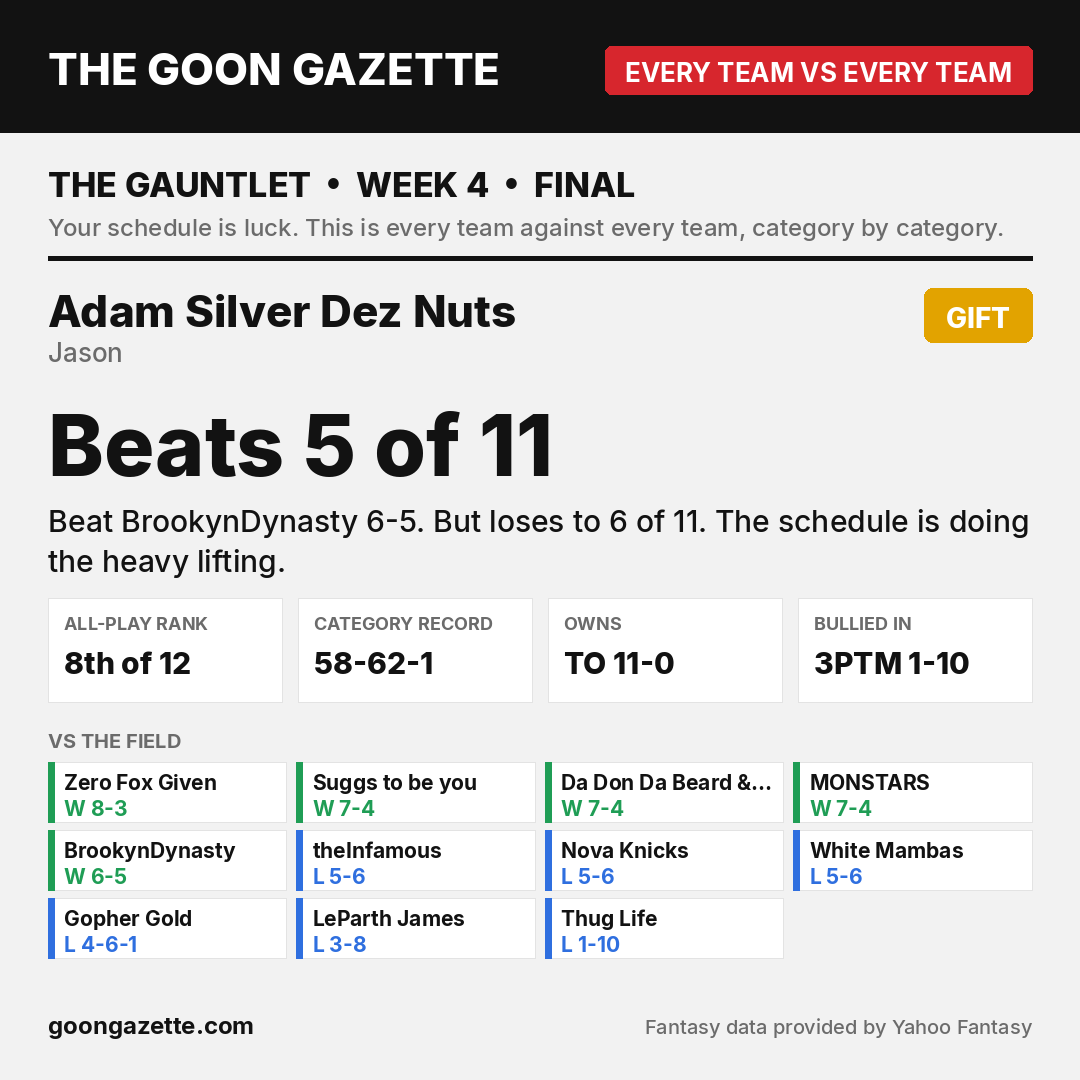 THE GOON GAZETTE
EVERY TEAM VS EVERY TEAM
THE GAUNTLET • WEEK 4 • FINAL
Your schedule is luck. This is every team against every team, category by category.
Adam Silver Dez Nuts
GIFT
Jason
Beats 5 of 11
Beat BrookynDynasty 6-5. But loses to 6 of 11. The schedule is doing
the heavy lifting.
ALL-PLAY RANK
8th of 12
CATEGORY RECORD
58-62-1
OWNS
TO 11-0
BULLIED IN
3PTM 1-10
VS THE FIELD
Zero Fox Given
W 8-3
Suggs to be you
W 7-4
Da Don Da Beard &...
W 7-4
MONSTARS
W 7-4
BrookynDynasty
W 6-5
theInfamous
L 5-6
Nova Knicks
L 5-6
White Mambas
L 5-6
Gopher Gold
L 4-6-1
LeParth James
L 3-8
Thug Life
L 1-10
goongazette.com
Fantasy data provided by Yahoo Fantasy